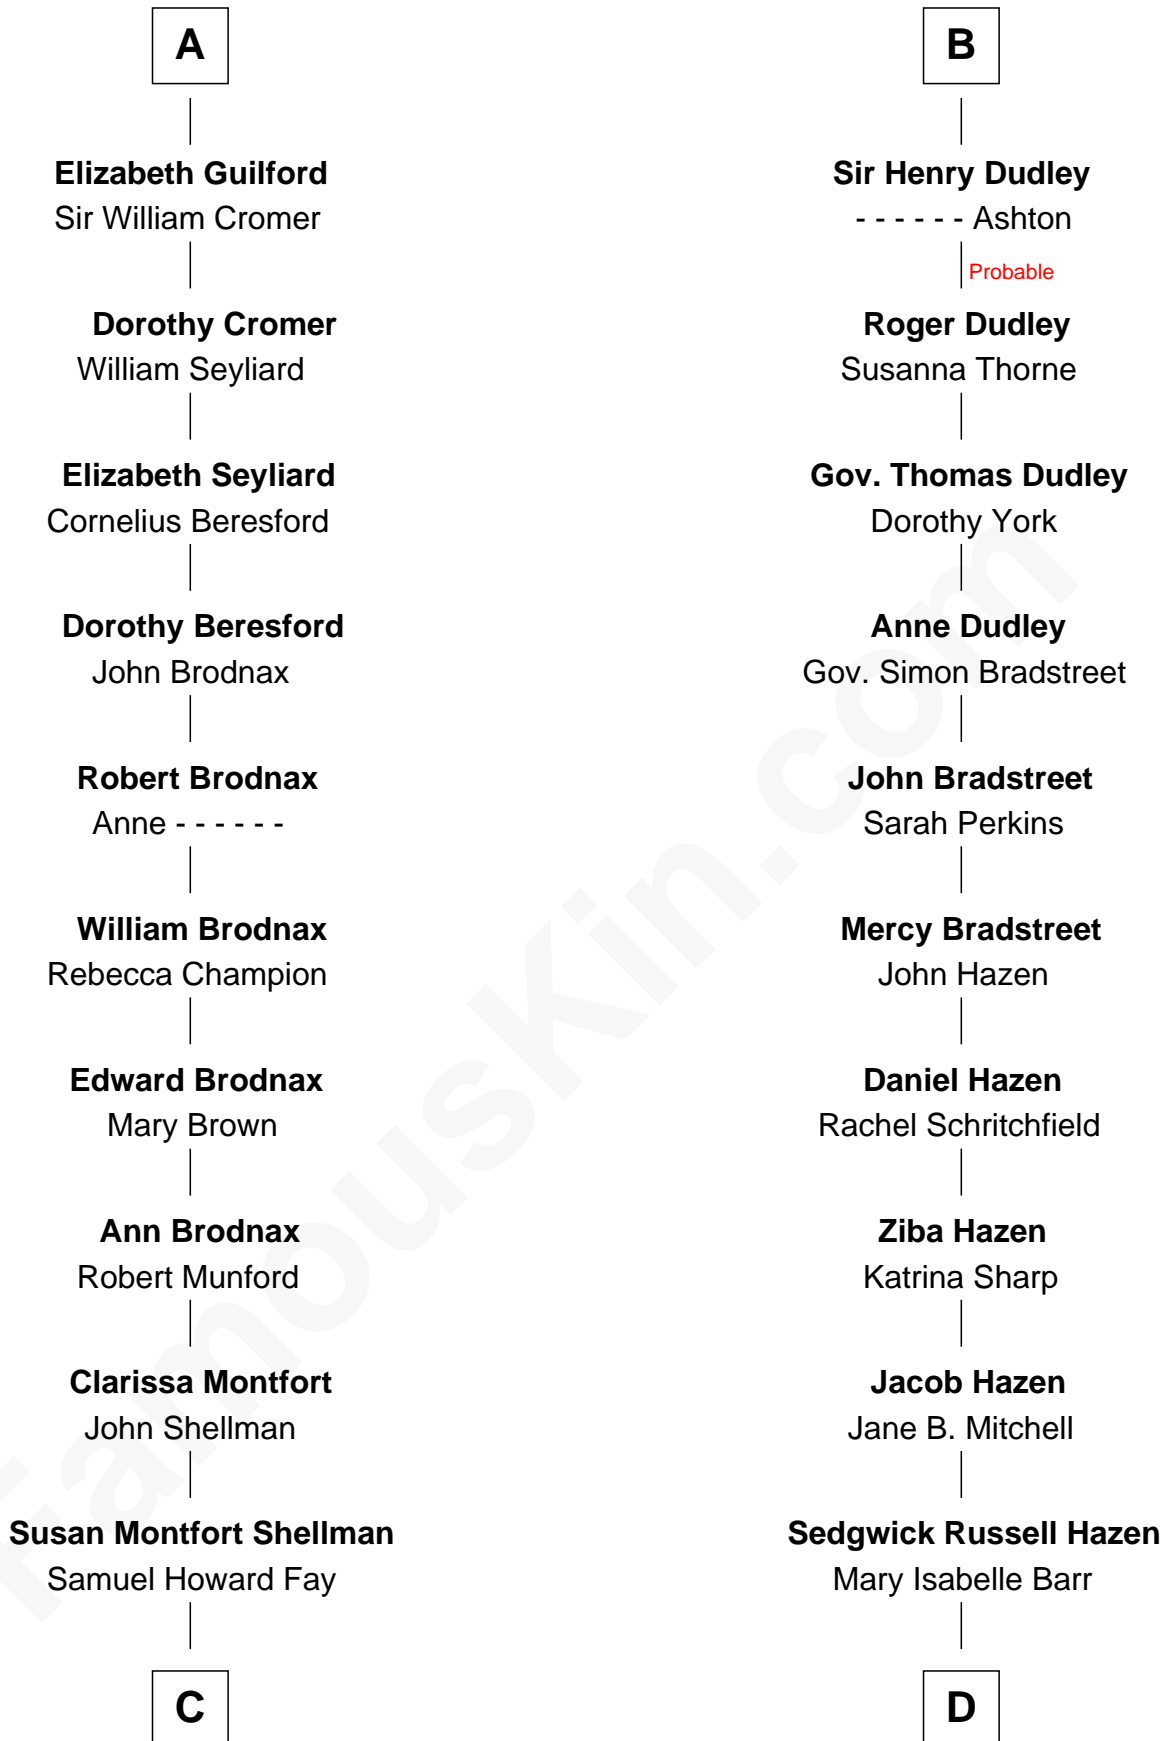 A
Elizabeth Guilford
Sir William Cromer
Dorothy Cromer
William Seyliard
Elizabeth Seyliard
Cornelius Beresford
Dorothy Beresford
John Brodnax
Robert Brodnax
Anne - - - - - -
William Brodnax
Rebecca Champion
Edward Brodnax
Mary Brown
Ann Brodnax
Robert Munford
Clarissa Montfort
John Shellman
Susan Montfort Shellman
Samuel Howard Fay
C
B
Sir Henry Dudley
- - - - - - Ashton
Probable
Roger Dudley
Susanna Thorne
Gov. Thomas Dudley
Dorothy York
Anne Dudley
Gov. Simon Bradstreet
John Bradstreet
Sarah Perkins
Mercy Bradstreet
John Hazen
Daniel Hazen
Rachel Schritchfield
Ziba Hazen
Katrina Sharp
Jacob Hazen
Jane B. Mitchell
Sedgwick Russell Hazen
Mary Isabelle Barr
D
FamousKin.com